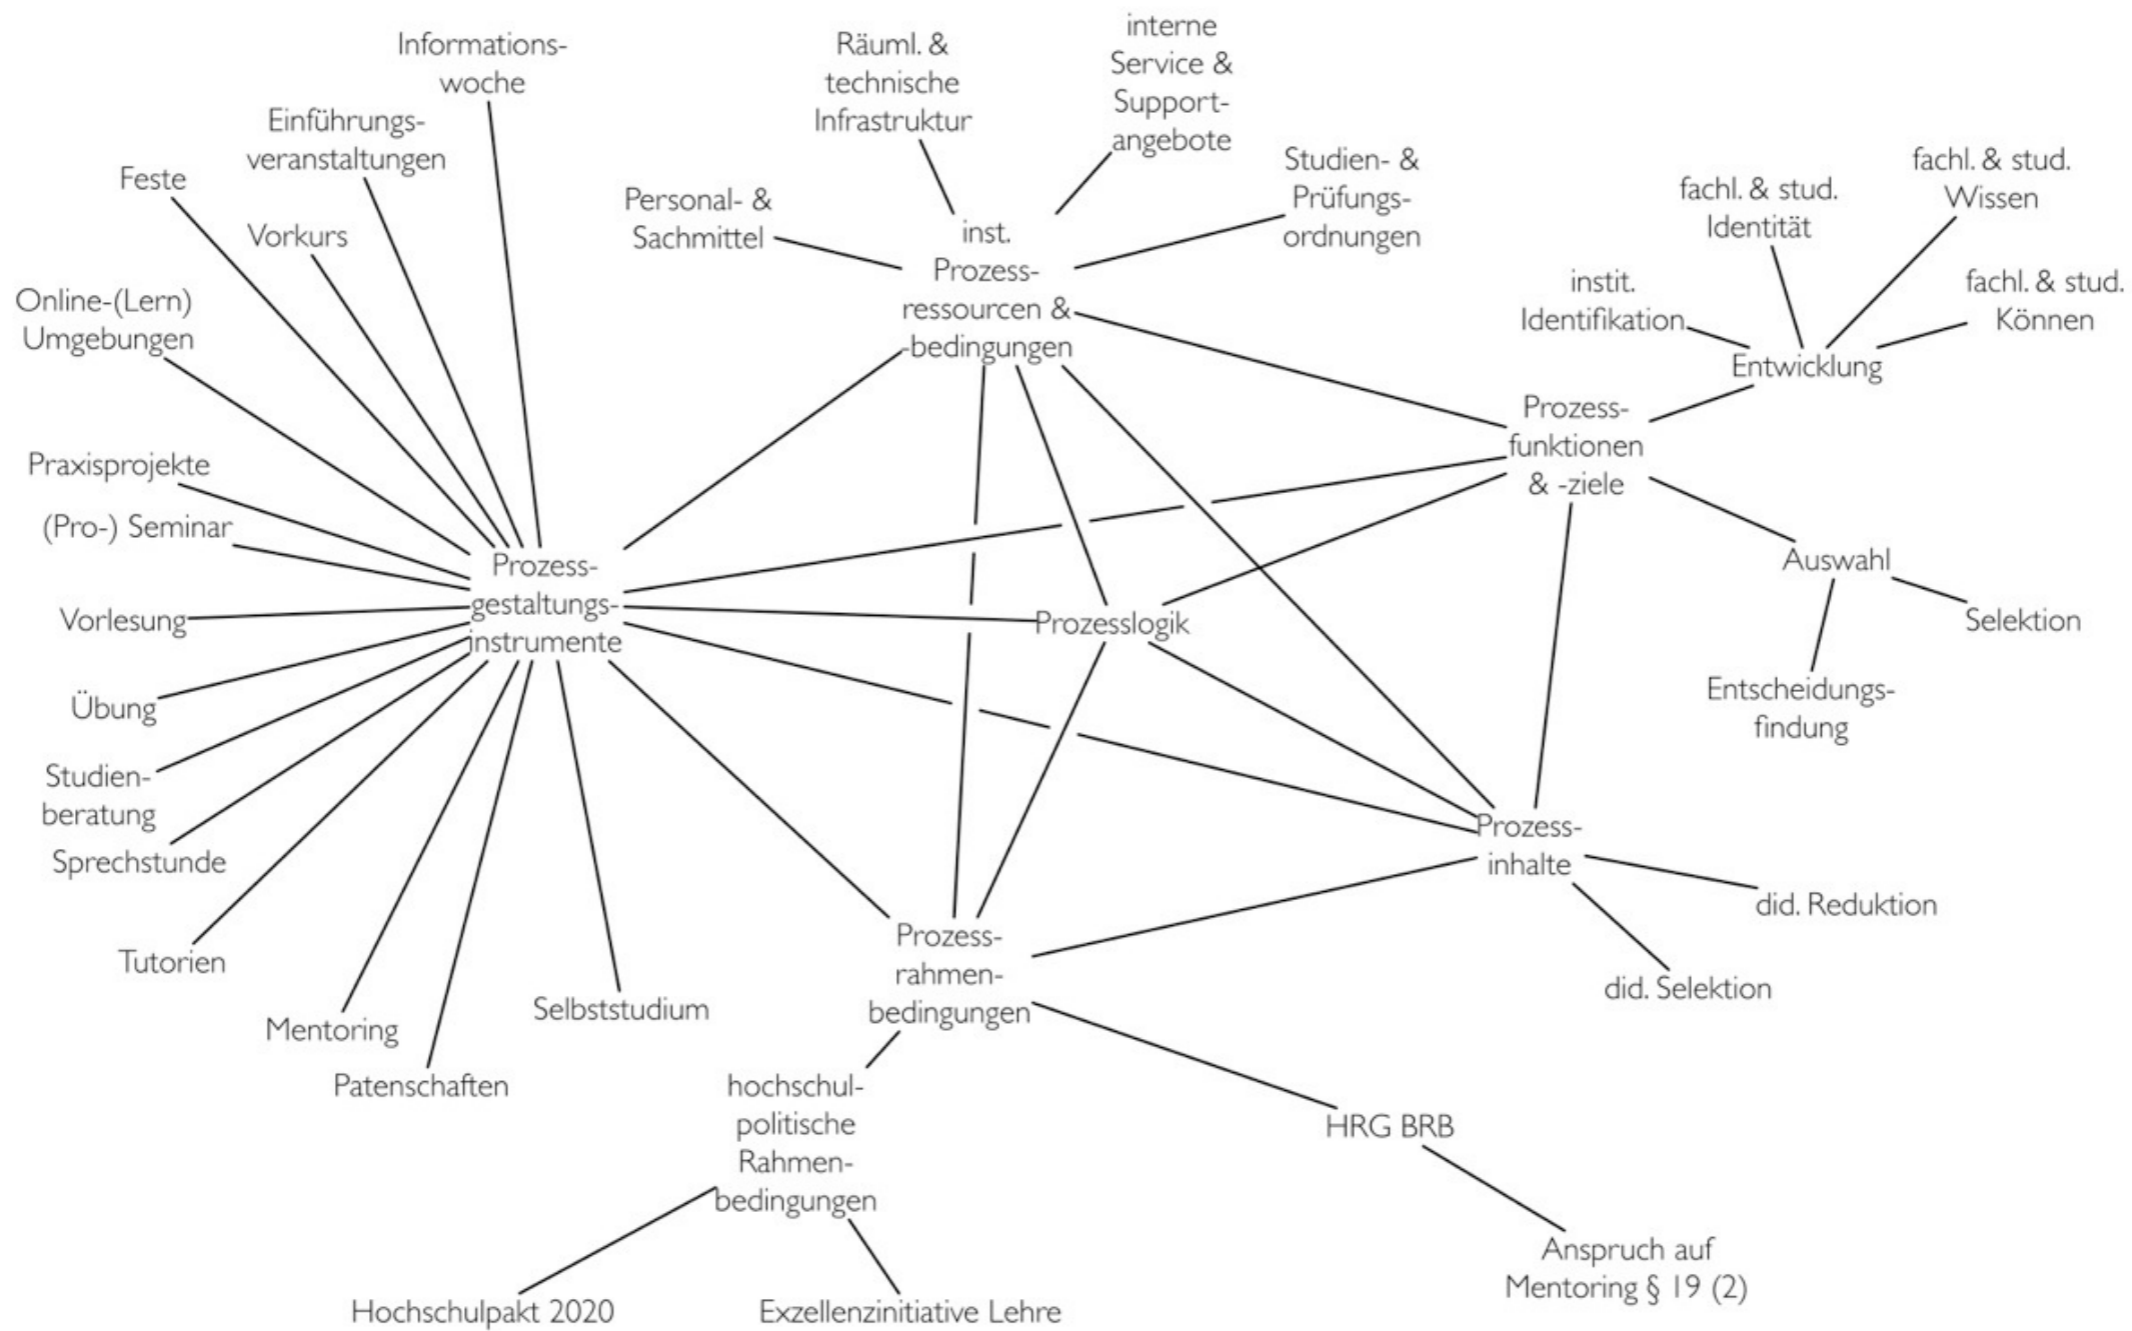 Informations-
woche
Einführungs-
veranstaltungen
Feste
Vorkurs
Online-(Lern)
Umgebungen
Praxisprojekte
(Pro-) Seminar
Vorlesung
Übung
Studien-
beratung
Sprechstunde
Tutorien
Mentoring
Patenschaften
Selbststudium
Prozess-
gestaltungs-
instrumente
Räuml. &
technische
Infrastruktur
interne
Service &
Support-
angebote
Personal- &
Sachmittel
Studien- &
Prüfungs-
ordnungen
inst.
Prozess-
ressourcen &
-bedingungen
fachl. & stud.
Identität
fachl. & stud.
Wissen
instit.
Identifikation
fachl. & stud.
Können
Entwicklung
Prozess-
funktionen
& -ziele
Auswahl
Selektion
Entscheidungs-
findung
Prozesslogik
Prozess-
inhalte
did. Reduktion
did. Selektion
Prozess-
rahmen-
bedingungen
hochschul-
politische
Rahmen-
bedingungen
HRG BRB
Anspruch auf
Mentoring § 19 (2)
Hochschulpakt 2020
Exzellenzinitiative Lehre